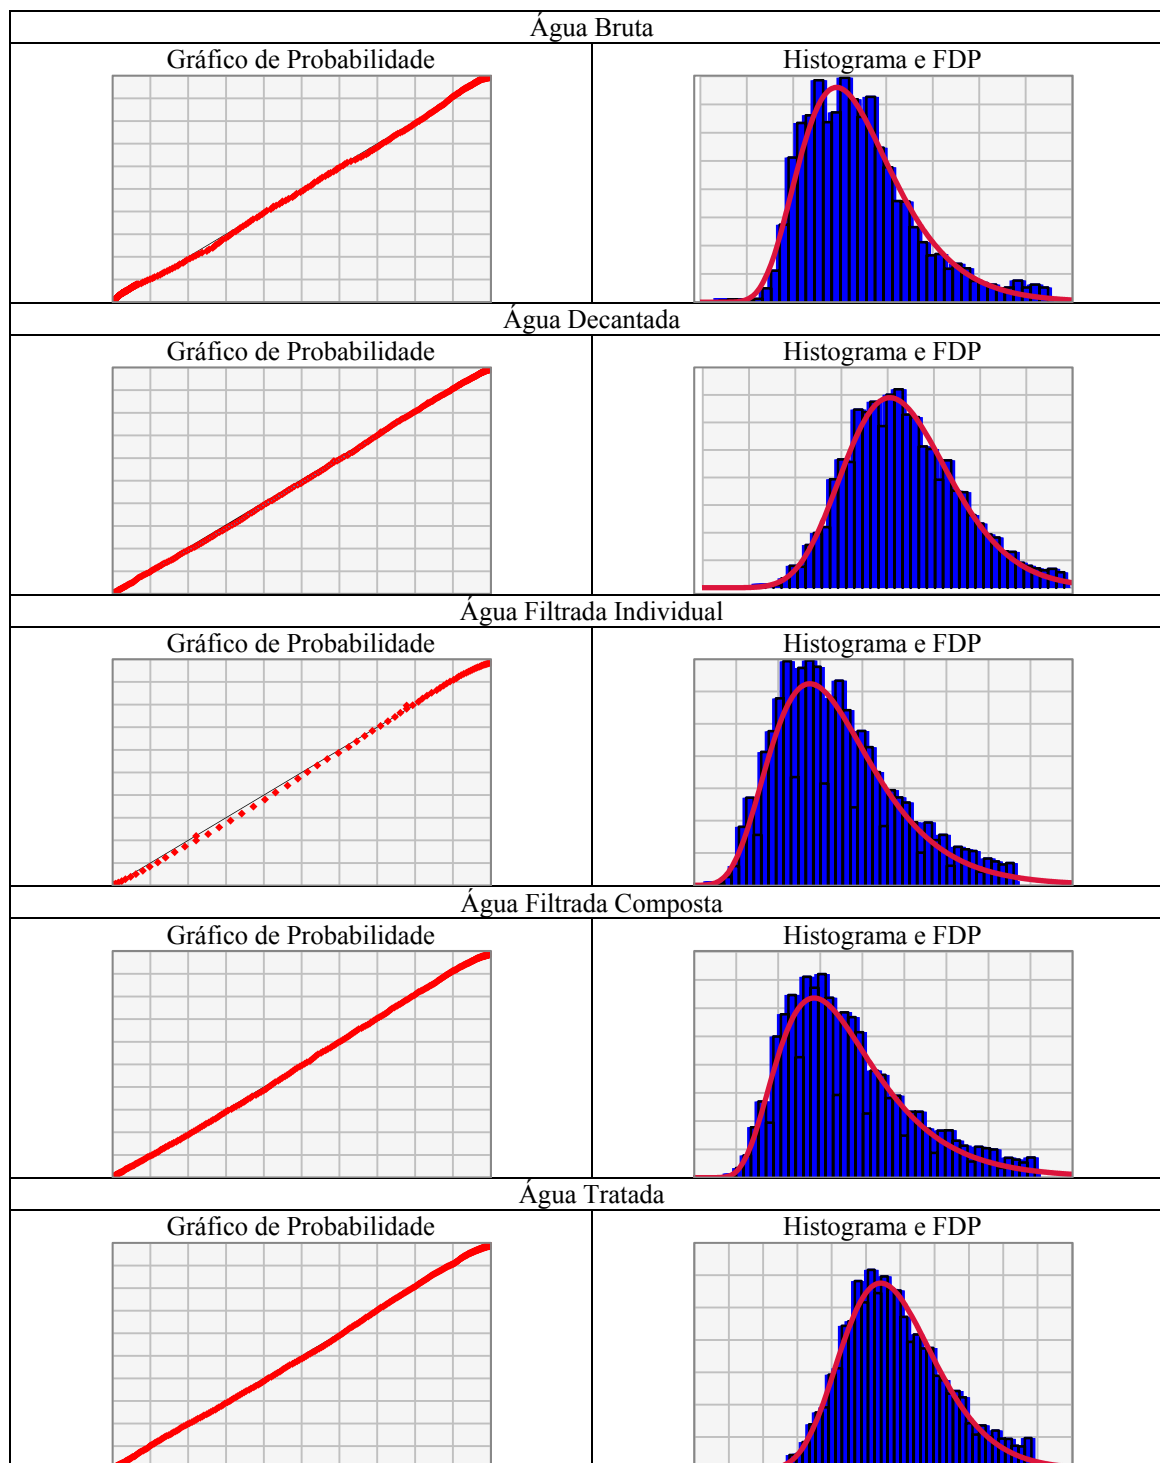 Água Bruta
Gráfico de Probabilidade
Histograma e FDP
Água Decantada
Gráfico de Probabilidade
Histograma e FDP
Água Filtrada Individual
Gráfico de Probabilidade
Histograma e FDP
Água Filtrada Composta
Gráfico de Probabilidade
Histograma e FDP
Água Tratada
Gráfico de Probabilidade
Histograma e FDP